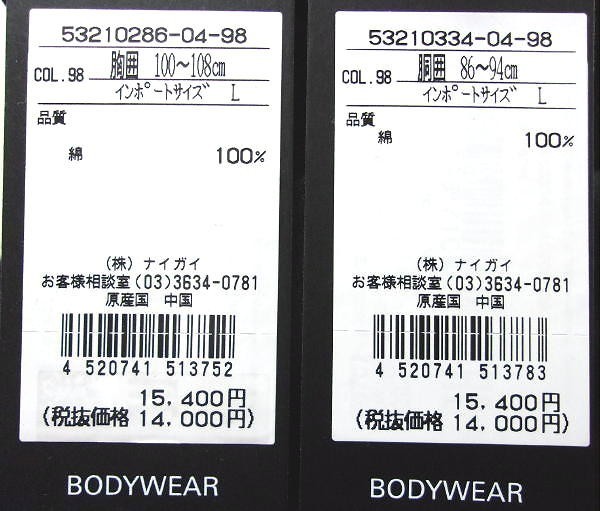 53210286-04-98
COL.98 胸囲 100～108cm
インポートサイズ L
品質
綿 100%
(株) ナイガイ
お客様相談室(03)3634-0781
原産国 中国
4 520741 513752
15,400円
(税抜価格 14,000円)
BODYWEAR
53210334-04-98
COL.98 胴囲 86～94cm
インポートサイズ L
品質
綿 100%
(株) ナイガイ
お客様相談室(03)3634-0781
原産国 中国
4 520741 513783
15,400円
(税抜価格 14,000円)
BODYWEAR